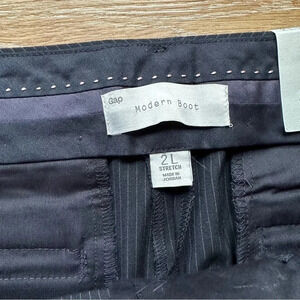 Gap
Modern Boot
2L
STRETCH
MADE IN
JORDAN